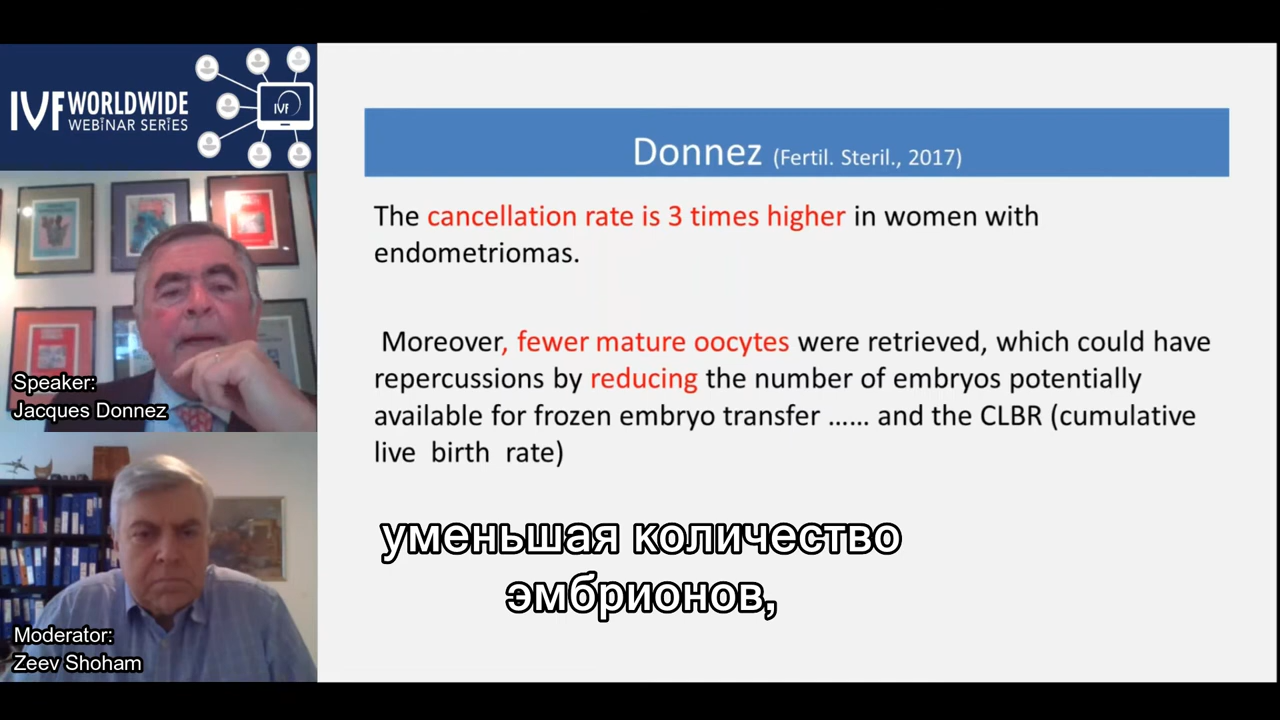 IVF WORLDWIDE
WEBINAR SERIES
IVF
Speaker:
Jacques Donnez
Moderator:
Zeev Shoham
Donnez (Fertil. Steril., 2017)
The cancellation rate is 3 times higher in women with
endometriomas.
Moreover, fewer mature oocytes were retrieved, which could have
repercussions by reducing the number of embryos potentially
available for frozen embryo transfer …… and the CLBR (cumulative
live birth rate)
уменьшая количество
эмбрионов,